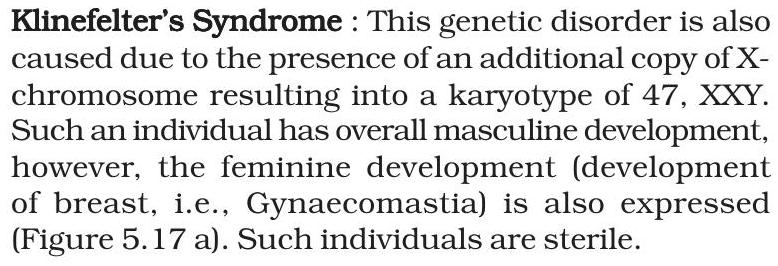 Klinefelter's Syndrome : This genetic disorder is also
caused due to the presence of an additional copy of X-
chromosome resulting into a karyotype of 47, XXY.
Such an individual has overall masculine development,
however, the feminine development (development
of breast, i.e., Gynaecomastia) is also expressed
(Figure 5.17 a). Such individuals are sterile.